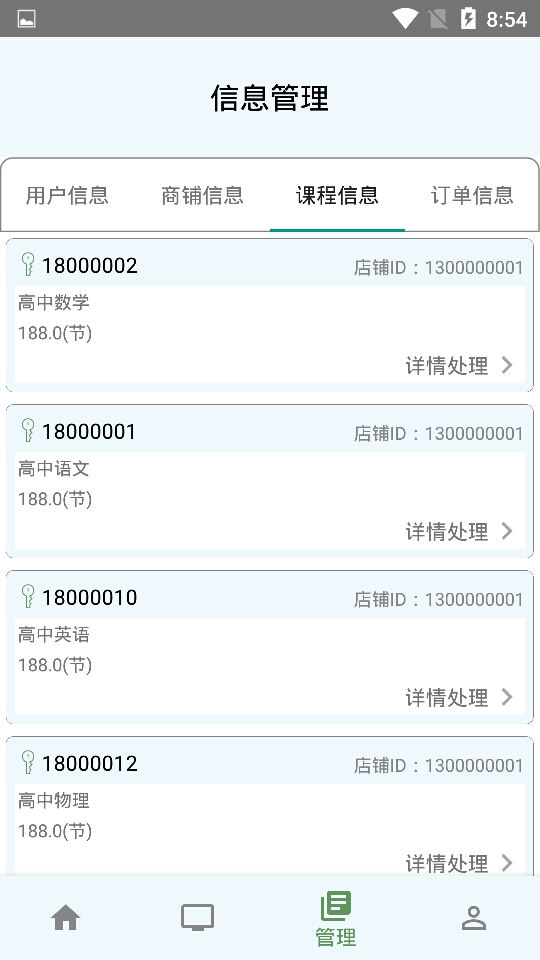 8:54
信息管理
用户信息 商铺信息 课程信息 订单信息
18000002 店铺ID：1300000001
高中数学
188.0(节)
详情处理
18000001 店铺ID：1300000001
高中语文
188.0(节)
详情处理
18000010 店铺ID：1300000001
高中英语
188.0(节)
详情处理
18000012 店铺ID：1300000001
高中物理
188.0(节)
详情处理
管理